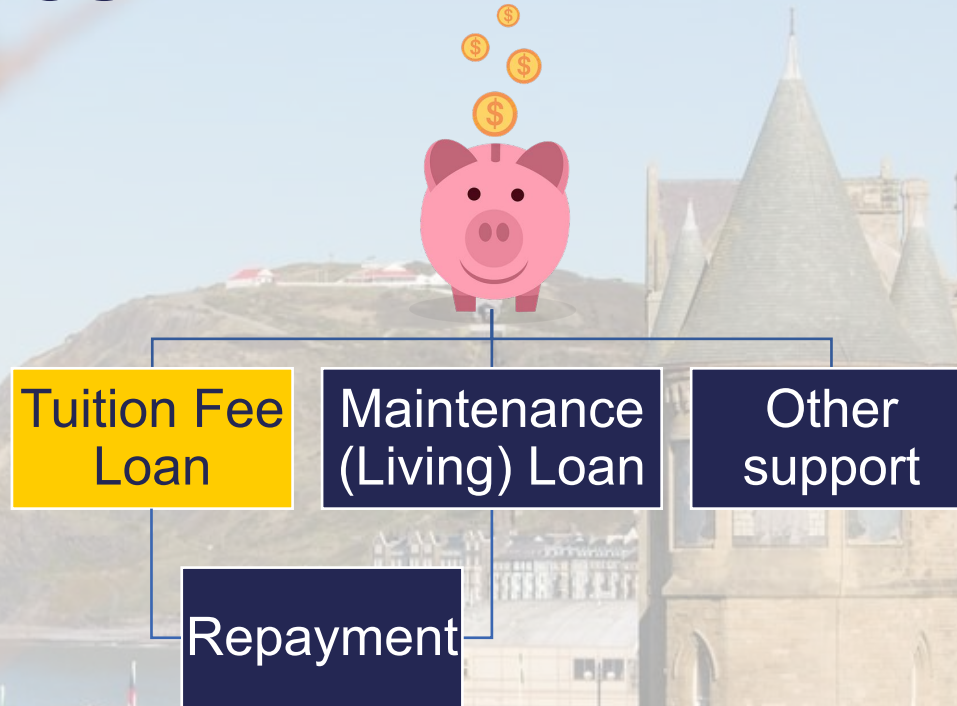 $
$
$
$
Tuition Fee
Loan
Maintenance
(Living) Loan
Other
support
Repayment